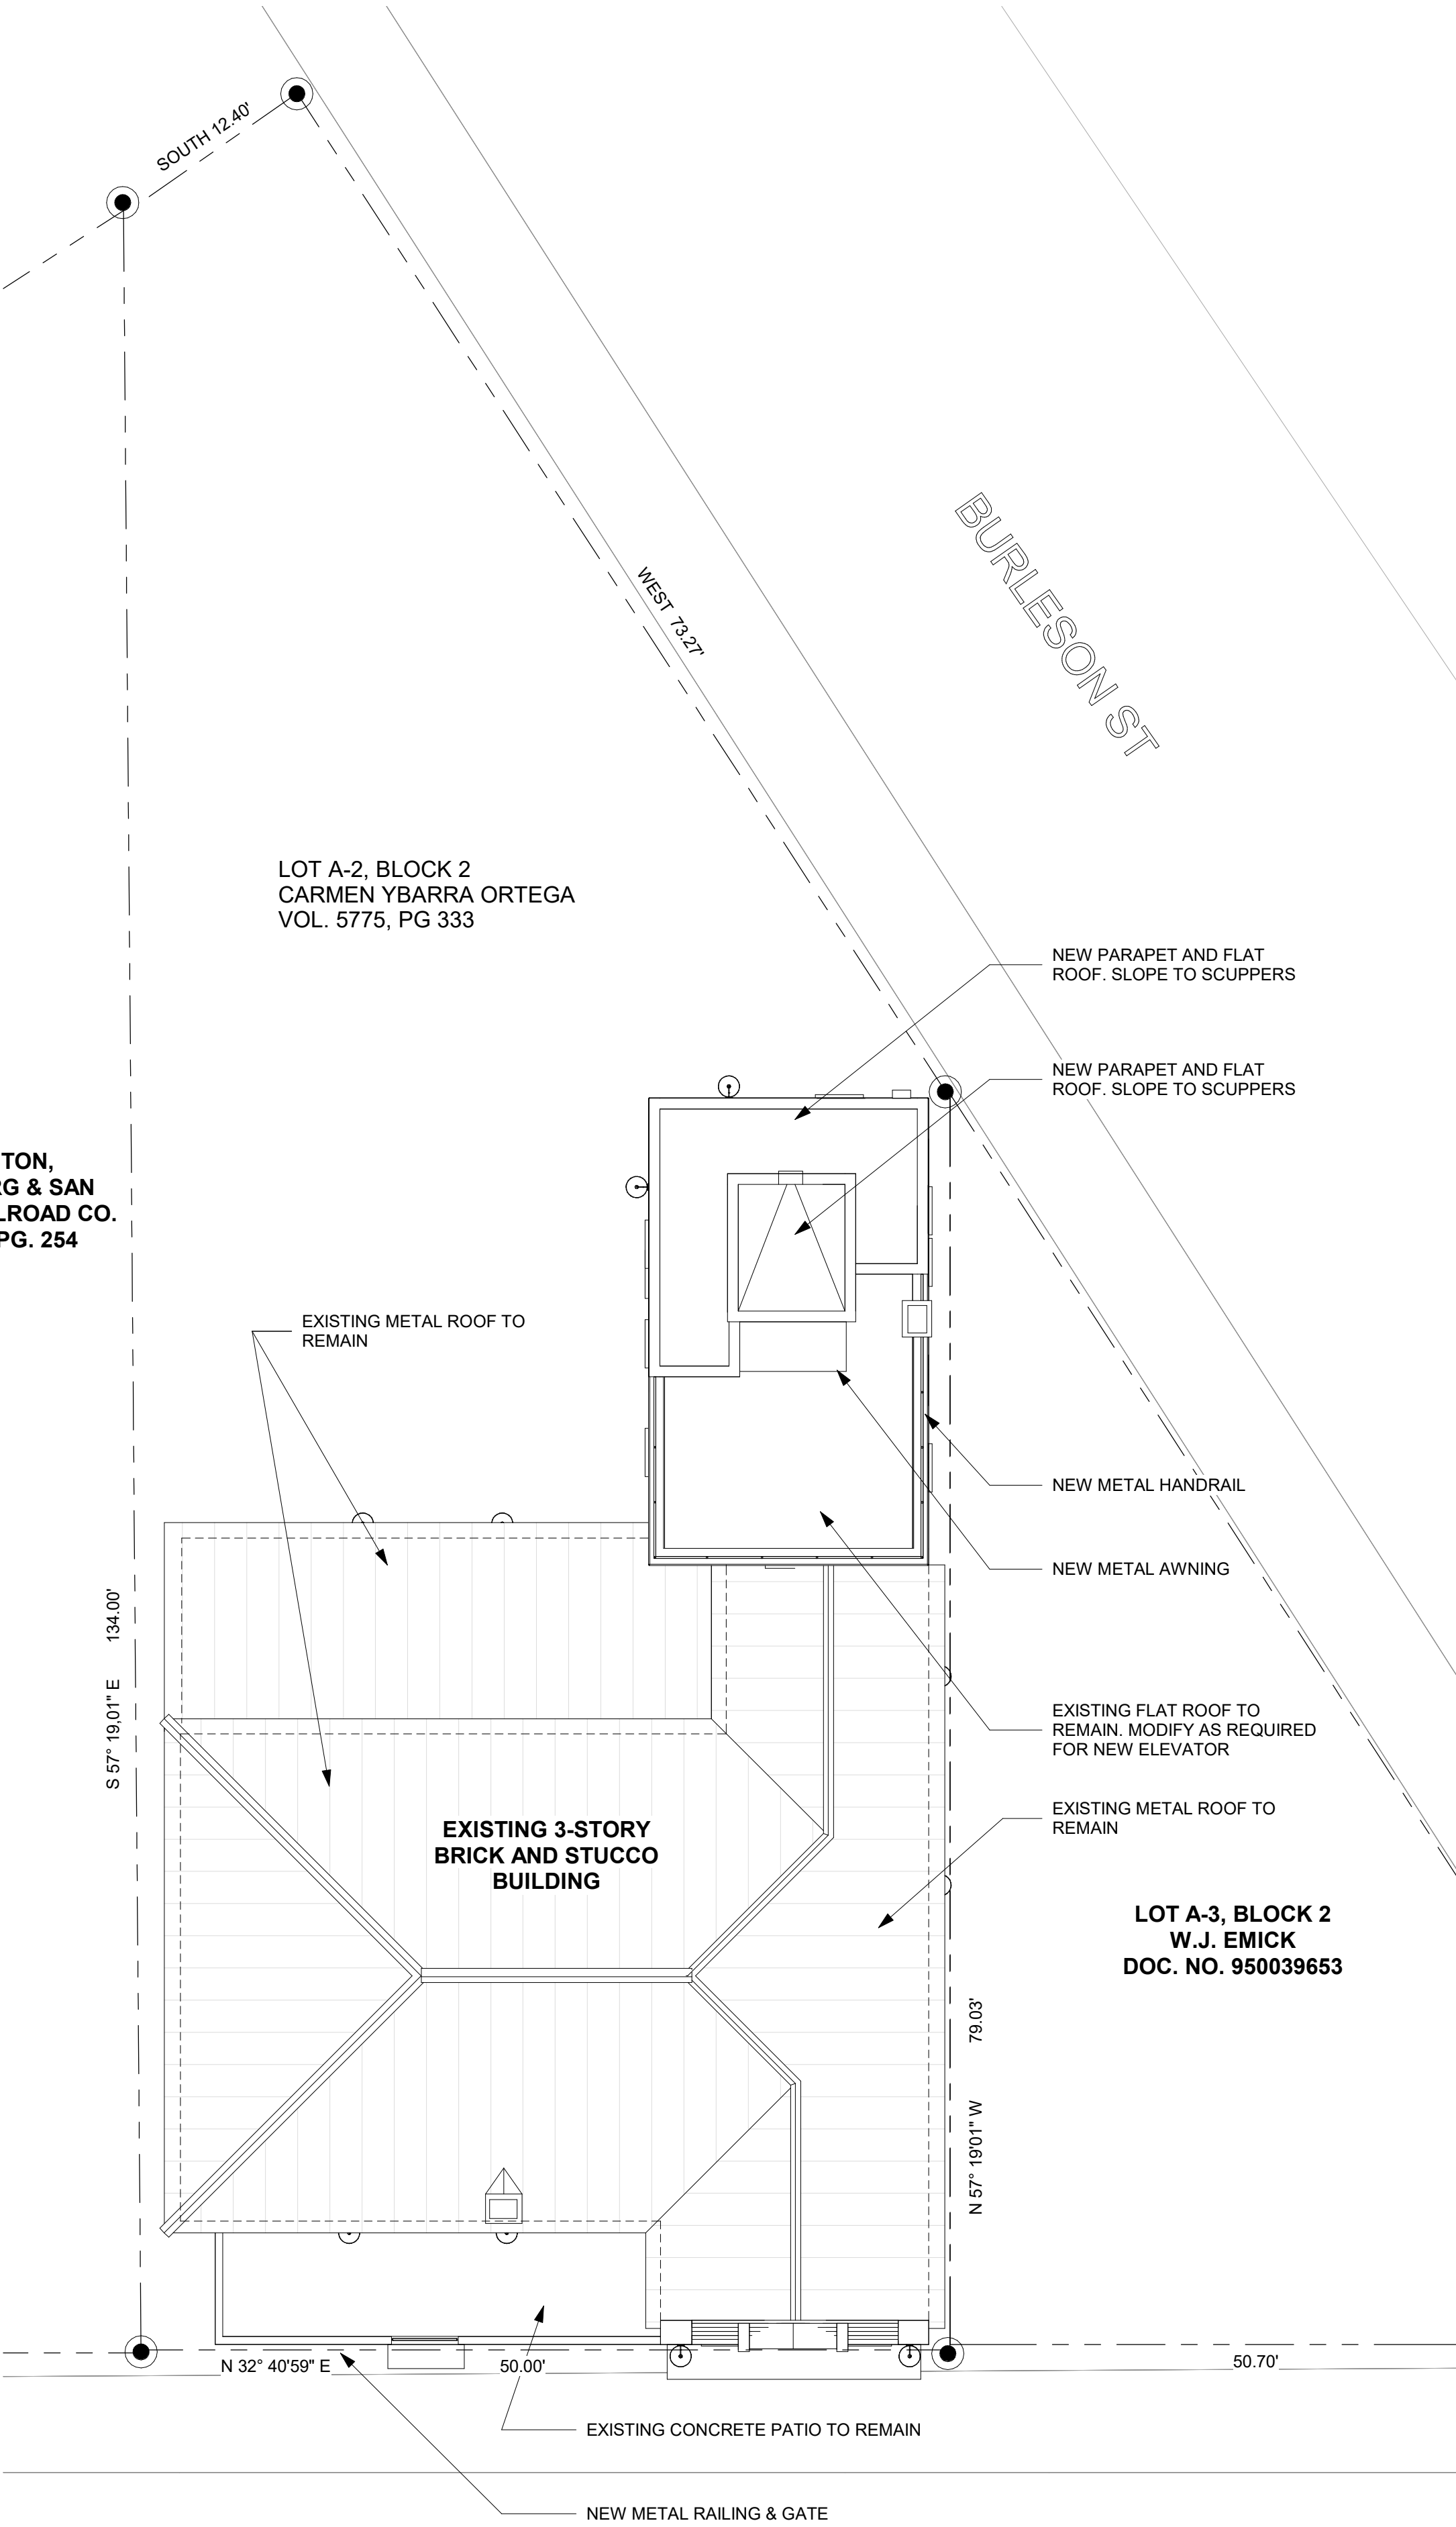 SOUTH 12.40'
WEST 73.27'
BURLESON ST
LOT A-2, BLOCK 2
CARMEN YBARRA ORTEGA
VOL. 5775, PG 333
NEW PARAPET AND FLAT
ROOF. SLOPE TO SCUPPERS
NEW PARAPET AND FLAT
ROOF. SLOPE TO SCUPPERS
TON,
RG & SAN
LROAD CO.
PG. 254
EXISTING METAL ROOF TO
REMAIN
NEW METAL HANDRAIL
NEW METAL AWNING
S 57° 19,01" E 134.00'
EXISTING FLAT ROOF TO
REMAIN. MODIFY AS REQUIRED
FOR NEW ELEVATOR
EXISTING METAL ROOF TO
REMAIN
EXISTING 3-STORY
BRICK AND STUCCO
BUILDING
LOT A-3, BLOCK 2
W.J. EMICK
DOC. NO. 950039653
N 57° 19'01" W 79.03'
N 32° 40'59" E 50.00'
50.70'
EXISTING CONCRETE PATIO TO REMAIN
NEW METAL RAILING & GATE